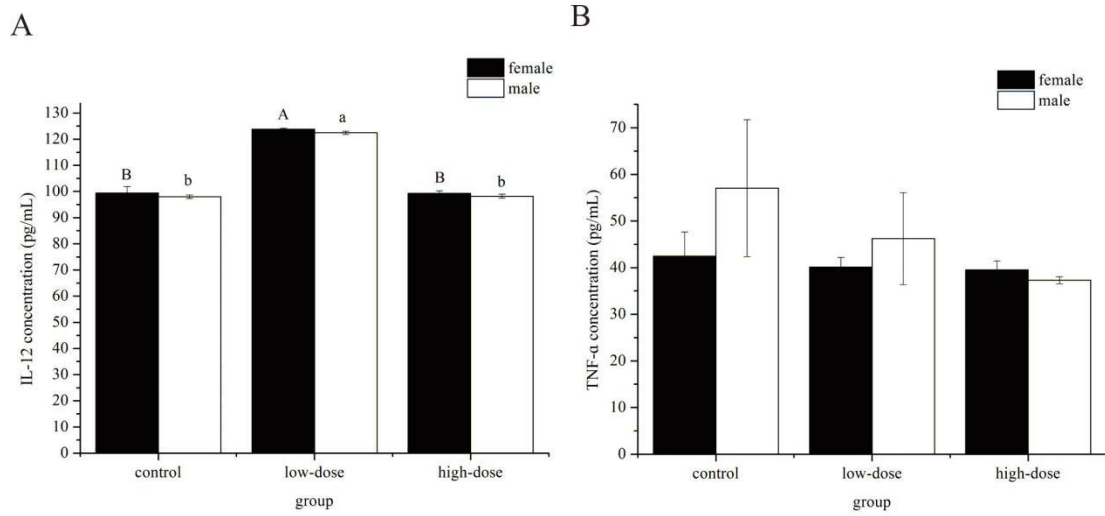 A
female
male
IL-12 concentration (pg/mL)
130
120
110
100
90
80
70
60
50
40
30
20
10
0
B
b
A
a
B
b
control
low-dose
high-dose
group
B
female
male
TNF-α concentration (pg/mL)
70
60
50
40
30
20
10
0
control
low-dose
high-dose
group